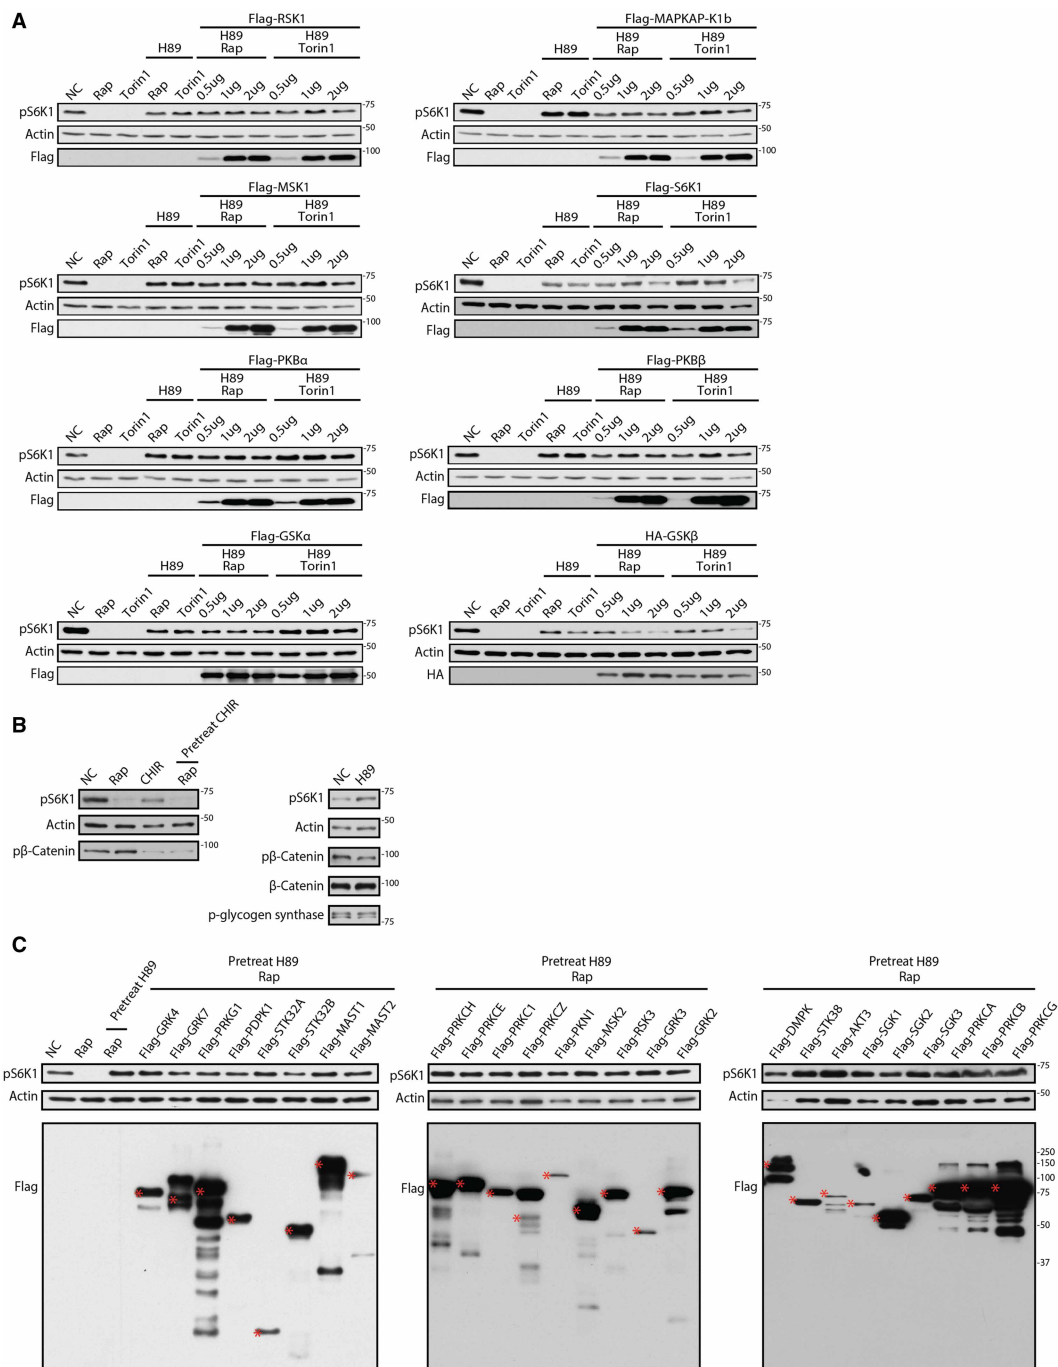 A
Flag-RSK1
H89 Rap
H89 Torin1
H89
NC Rap Torin1 Rap Torin1 0.5ug 1ug 2ug 0.5ug 1ug 2ug
pS6K1 -75
Actin -50
Flag -100
Flag-MAPKAP-K1b
H89 Rap
H89 Torin1
H89
NC Rap Torin1 Rap Torin1 0.5ug 1ug 2ug 0.5ug 1ug 2ug
pS6K1 -75
Actin -50
Flag -100
Flag-MSK1
H89 Rap
H89 Torin1
H89
NC Rap Torin1 Rap Torin1 0.5ug 1ug 2ug 0.5ug 1ug 2ug
pS6K1 -75
Actin -50
Flag -100
Flag-S6K1
H89 Rap
H89 Torin1
H89
NC Rap Torin1 Rap Torin1 0.5ug 1ug 2ug 0.5ug 1ug 2ug
pS6K1 -75
Actin -50
Flag -75
Flag-PKBα
H89 Rap
H89 Torin1
H89
NC Rap Torin1 Rap Torin1 0.5ug 1ug 2ug 0.5ug 1ug 2ug
pS6K1 -75
Actin -50
Flag -75
Flag-PKBβ
H89 Rap
H89 Torin1
H89
NC Rap Torin1 Rap Torin1 0.5ug 1ug 2ug 0.5ug 1ug 2ug
pS6K1 -75
Actin -50
Flag -75
Flag-GSKα
H89 Rap
H89 Torin1
H89
NC Rap Torin1 Rap Torin1 0.5ug 1ug 2ug 0.5ug 1ug 2ug
pS6K1 -75
Actin -50
Flag -50
HA-GSKβ
H89 Rap
H89 Torin1
H89
NC Rap Torin1 Rap Torin1 0.5ug 1ug 2ug 0.5ug 1ug 2ug
pS6K1 -75
Actin -50
HA -50
B
Pretreat CHIR
NC Rap CHIR Rap
pS6K1 -75
Actin -50
pβ-Catenin -100
NC H89
pS6K1 -75
Actin -50
pβ-Catenin -100
β-Catenin -100
p-glycogen synthase -75
C
Pretreat H89
Pretreat H89
Rap
NC Rap Rap Flag-GRK4 Flag-GRK7 Flag-PRKG1 Flag-PDPK1 Flag-STK32A Flag-STK32B Flag-MAST1 Flag-MAST2
pS6K1
Actin
Flag
Pretreat H89
Rap
Flag-PRKCH Flag-PRKCE Flag-PRKC1 Flag-PRKCZ Flag-PKN1 Flag-MSK2 Flag-RSK3 Flag-GRK3 Flag-GRK2
pS6K1
Actin
Flag
Pretreat H89
Rap
Flag-DMPK Flag-STK38 Flag-AKT3 Flag-SGK1 Flag-SGK2 Flag-SGK3 Flag-PRKCA Flag-PRKCB Flag-PRKCG
pS6K1 -75
Actin -50
Flag
-250
-150
-100
-75
-50
-37